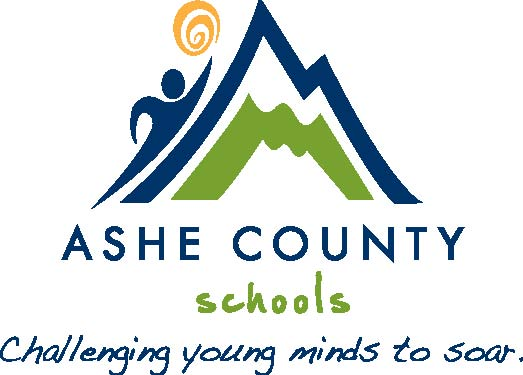 ASHE COUNTY
schools
Challenging young minds to soar.